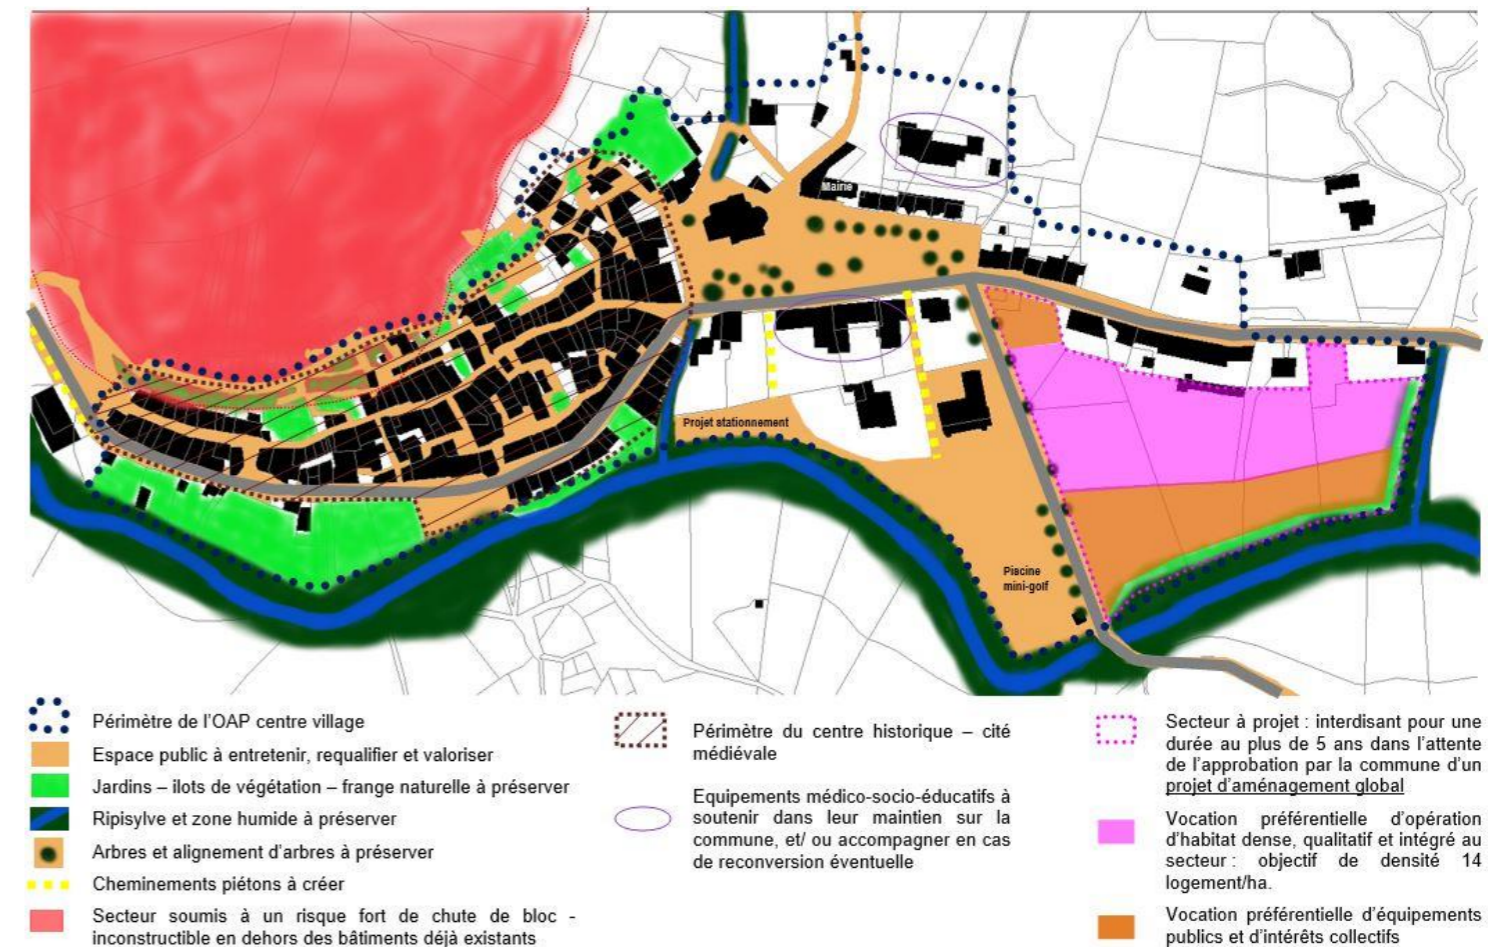 Mairie
Projet stationnement
Piscine
mini-golf
Périmètre de l'OAP centre village
Espace public à entretenir, requalifier et valoriser
Jardins – ilots de végétation – frange naturelle à préserver
Ripisylve et zone humide à préserver
Arbres et alignement d'arbres à préserver
Cheminements piétons à créer
Secteur soumis à un risque fort de chute de bloc -
inconstructible en dehors des bâtiments déjà existants
Périmètre du centre historique – cité
médiévale
Equipements médico-socio-éducatifs à
soutenir dans leur maintien sur la
commune, et/ ou accompagner en cas
de reconversion éventuelle
Secteur à projet : interdisant pour une
durée au plus de 5 ans dans l'attente
de l'approbation par la commune d'un
projet d'aménagement global
Vocation préférentielle d'opération
d'habitat dense, qualitatif et intégré au
secteur : objectif de densité 14
logement/ha.
Vocation préférentielle d'équipements
publics et d'intérêts collectifs